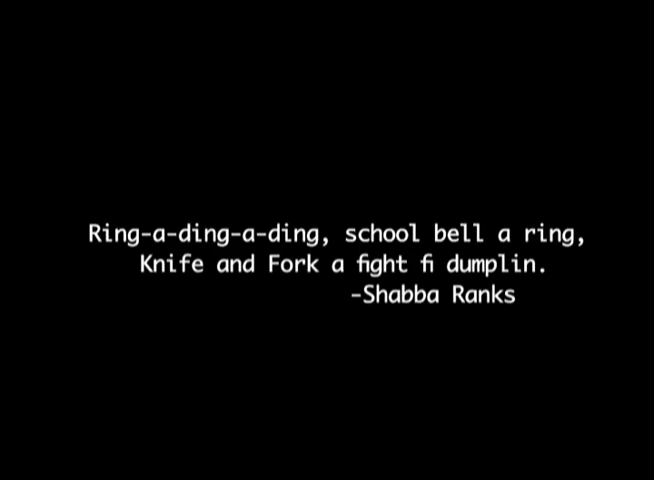 Ring-a-ding-a-ding, school bell a ring,
Knife and Fork a fight fi dumplin.
-Shabba Ranks